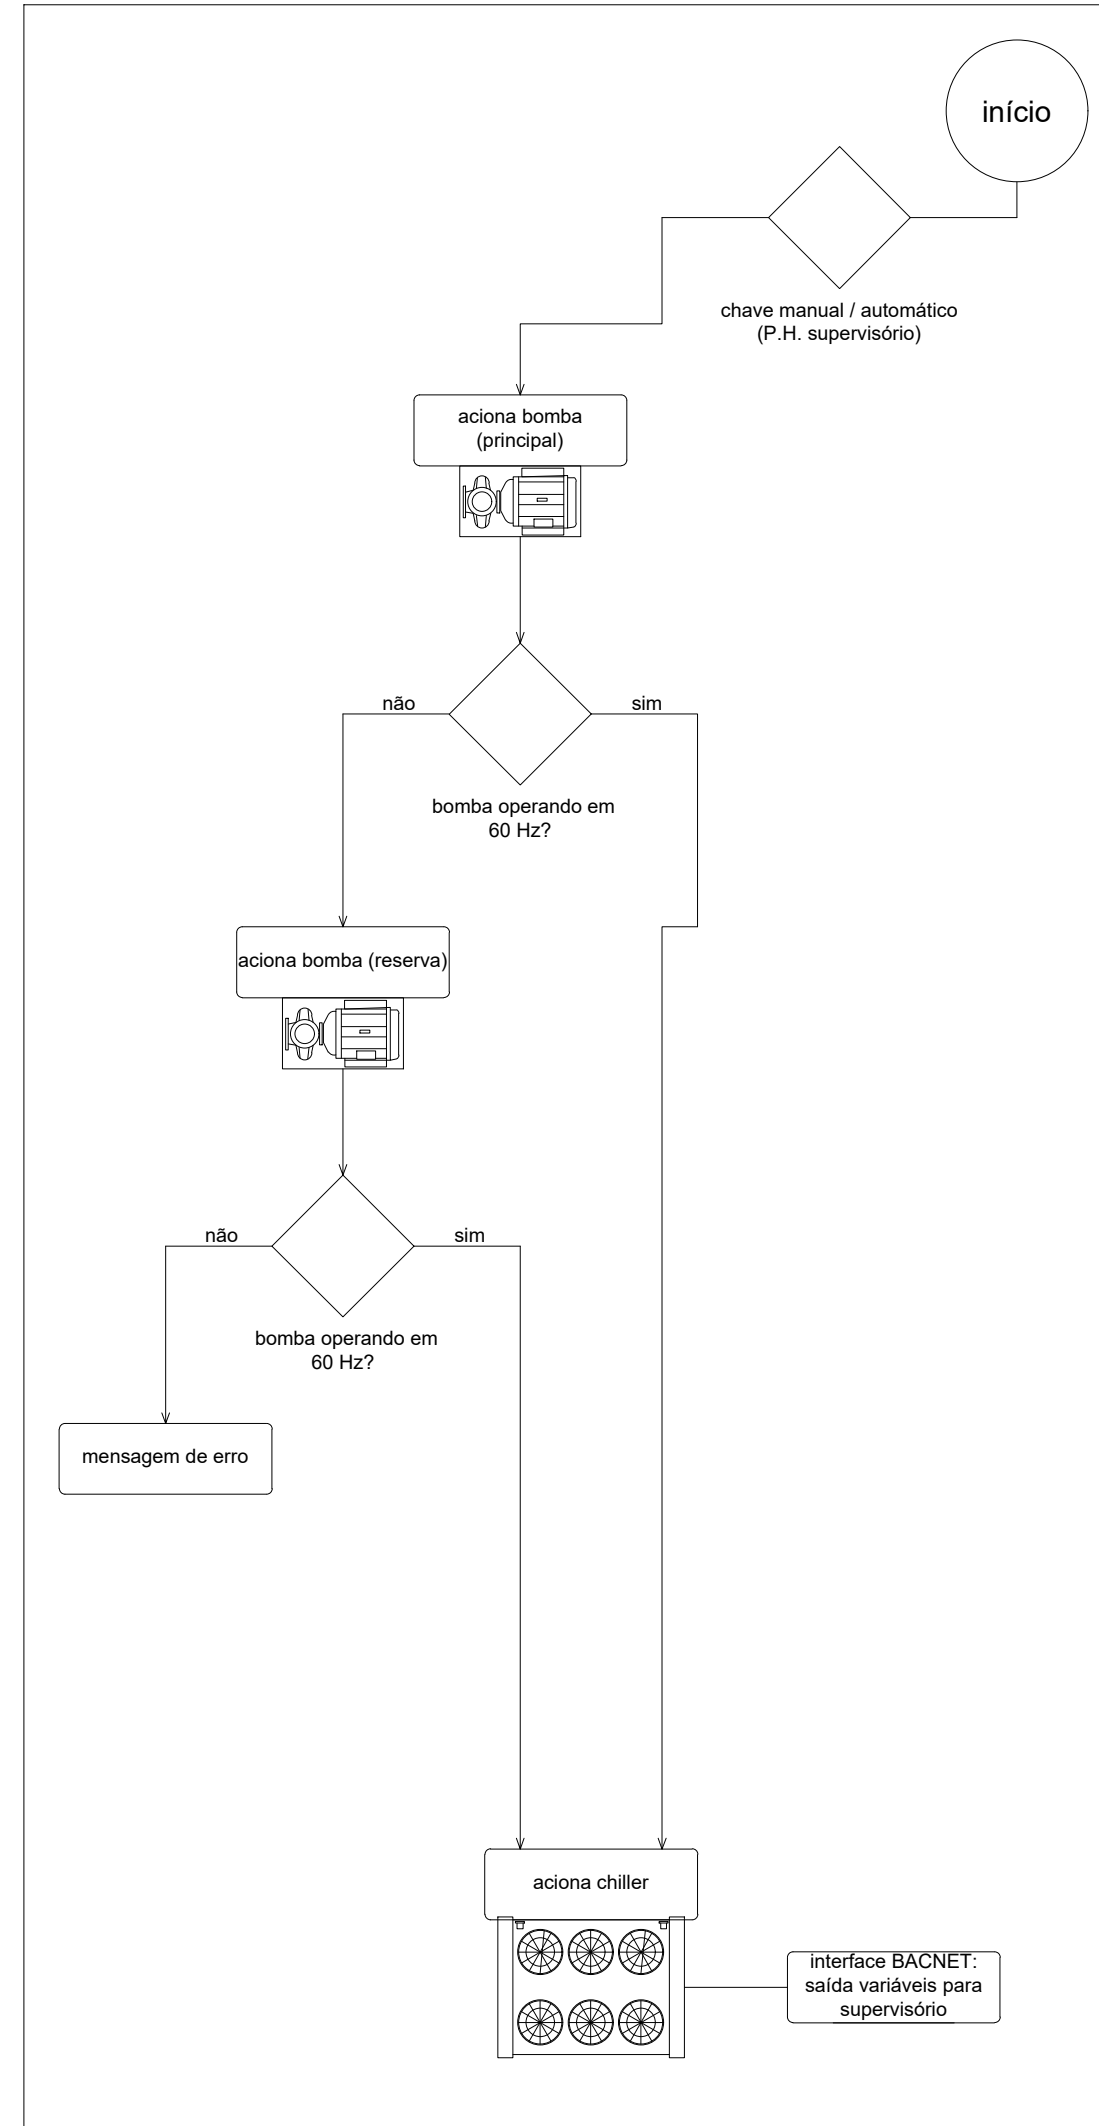 início
chave manual / automático
(P.H. supervisório)
aciona bomba
(principal)
não
sim
bomba operando em
60 Hz?
aciona bomba (reserva)
não
sim
bomba operando em
60 Hz?
mensagem de erro
aciona chiller
interface BACNET:
saída variáveis para
supervisório